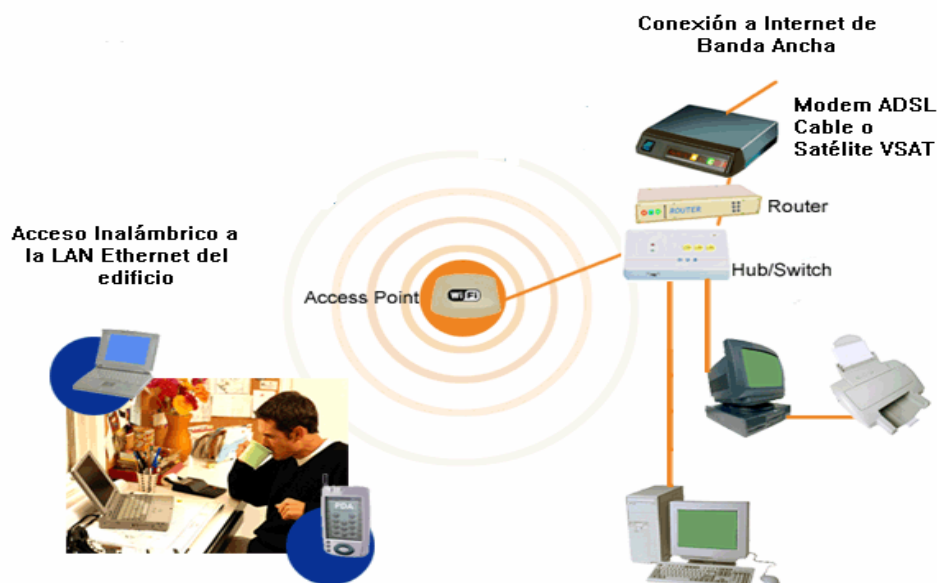 Conexión a Internet de
Banda Ancha
Modem ADSL
Cable o
Satélite VSAT
ROUTER
Router
Hub/Switch
Acceso Inalámbrico a
la LAN Ethernet del
edificio
Access Point
Wi Fi
PDA